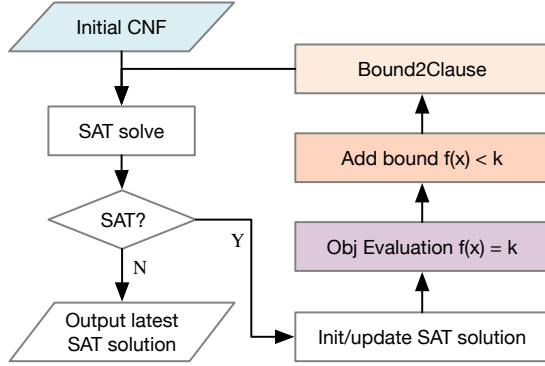 Initial CNF
SAT solve
SAT?
Y
N
Output latest
SAT solution
Init/update SAT solution
Obj Evaluation f(x) = k
Add bound f(x) < k
Bound2Clause